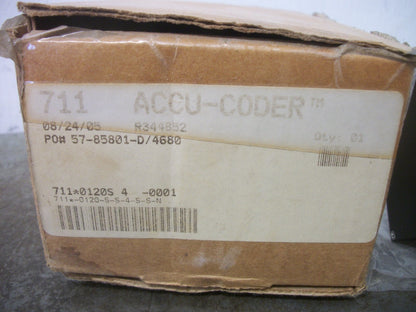 711 ACCU-CODER™
08/24/05 R344852
Qty: 01
PO# 57-85801-D/4680
711*0120S 4 -0001
711*-0120-S-S-4-S-S-N